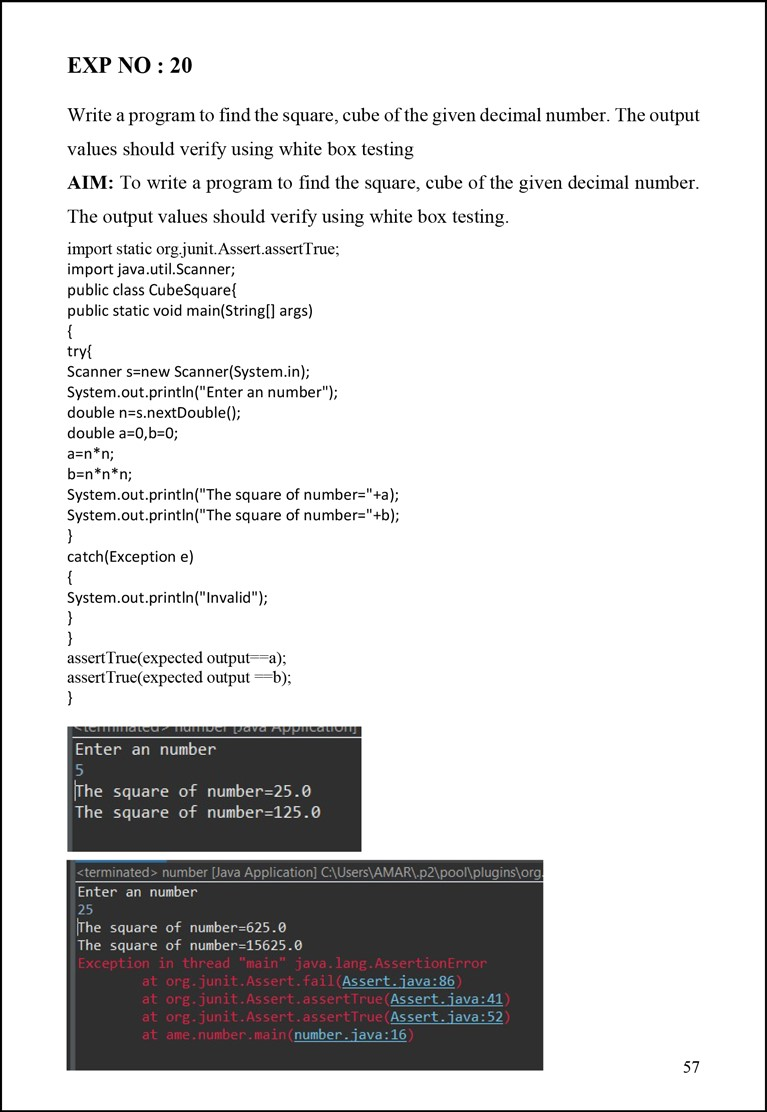 EXP NO : 20
Write a program to find the square, cube of the given decimal number. The output
values should verify using white box testing
AIM: To write a program to find the square, cube of the given decimal number.
The output values should verify using white box testing.
import static org.junit.Assert.assertTrue;
import java.util.Scanner;
public class CubeSquare{
public static void main(String[] args)
{
try{
Scanner s=new Scanner(System.in);
System.out.println("Enter an number");
double n=s.nextDouble();
double a=0,b=0;
a=n*n;
b=n*n*n;
System.out.println("The square of number="+a);
System.out.println("The square of number="+b);
}
catch(Exception e)
{
System.out.println("Invalid");
}
}
assertTrue(expected output==a);
assertTrue(expected output ==b);
}
<terminated> number [Java Application]
Enter an number
5
The square of number=25.0
The square of number=125.0
<terminated> number [Java Application] C:\Users\AMAR\.p2\pool\plugins\org.
Enter an number
25
The square of number=625.0
The square of number=15625.0
Exception in thread "main" java.lang.AssertionError
at org.junit.Assert.fail(Assert.java:86)
at org.junit.Assert.assertTrue(Assert.java:41)
at org.junit.Assert.assertTrue(Assert.java:52)
at ame.number.main(number.java:16)
57